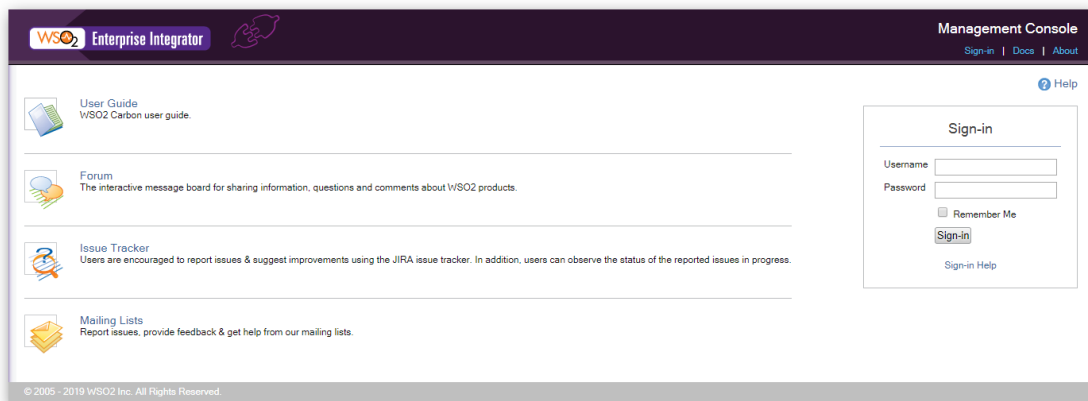 WSO2 Enterprise Integrator
Management Console
Sign-in | Docs | About
Help
User Guide
WSO2 Carbon user guide.
Forum
The interactive message board for sharing information, questions and comments about WSO2 products.
Issue Tracker
Users are encouraged to report issues & suggest improvements using the JIRA issue tracker. In addition, users can observe the status of the reported issues in progress.
Mailing Lists
Report issues, provide feedback & get help from our mailing lists.
Sign-in
Username
Password
Remember Me
Sign-in
Sign-in Help
© 2005 - 2019 WSO2 Inc. All Rights Reserved.